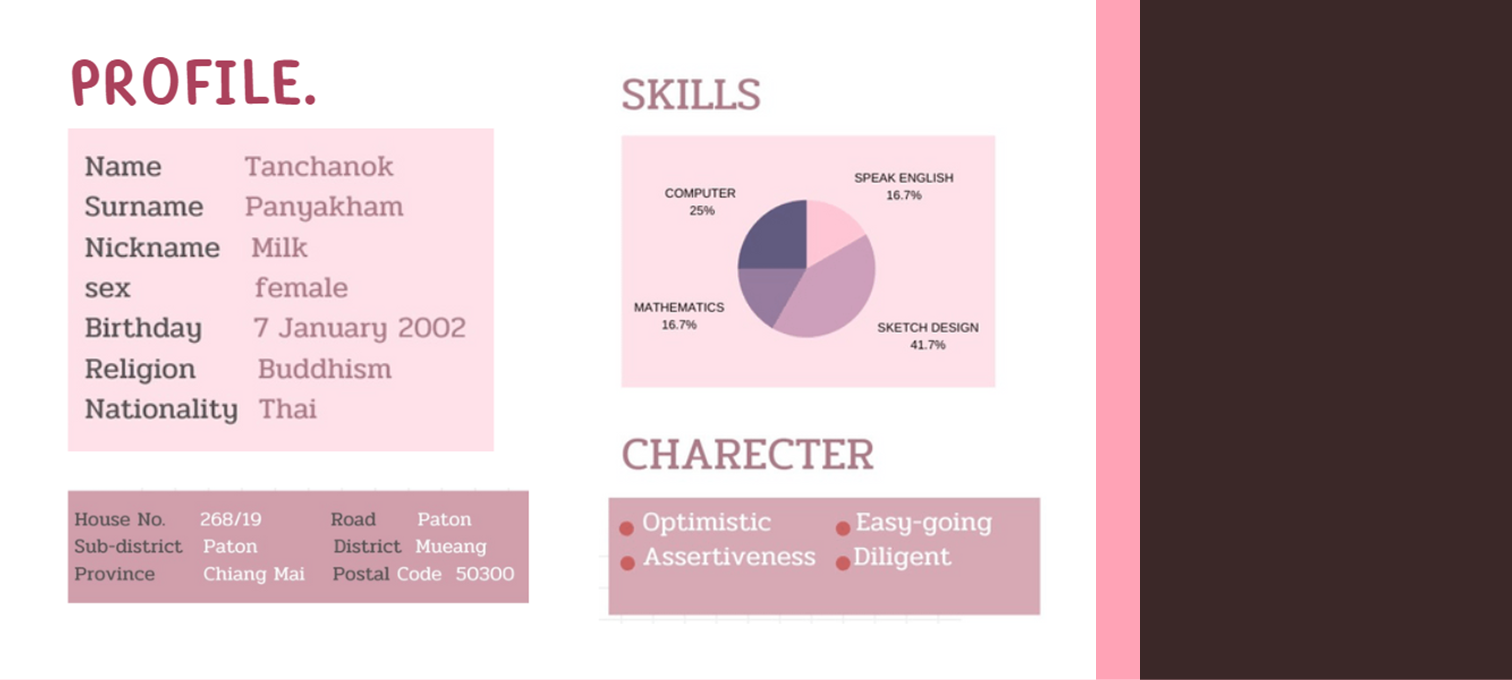 PROFILE.
Name Tanchanok
Surname Panyakham
Nickname Milk
sex female
Birthday 7 January 2002
Religion Buddhism
Nationality Thai
House No. 268/19 Road Paton
Sub-district Paton District Mueang
Province Chiang Mai Postal Code 50300
SKILLS
SPEAK ENGLISH
16.7%
COMPUTER
25%
MATHEMATICS
16.7%
SKETCH DESIGN
41.7%
CHARECTER
Optimistic Easy-going
Assertiveness Diligent